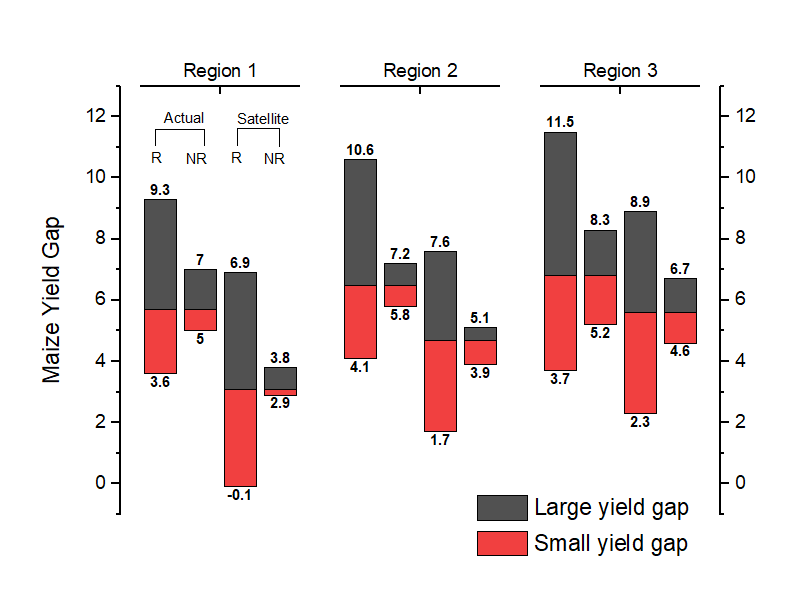 Region 1 Region 2 Region 3
12 12
Actual Satellite
R NR R NR
10 10
8 8
6 6
4 4
2 2
0 0
Maize Yield Gap
9.3 7 6.9 3.8
3.6 5 -0.1 2.9
10.6 7.2 7.6 5.1
4.1 5.8 1.7 3.9
11.5 8.3 8.9 6.7
3.7 5.2 2.3 4.6
Large yield gap
Small yield gap